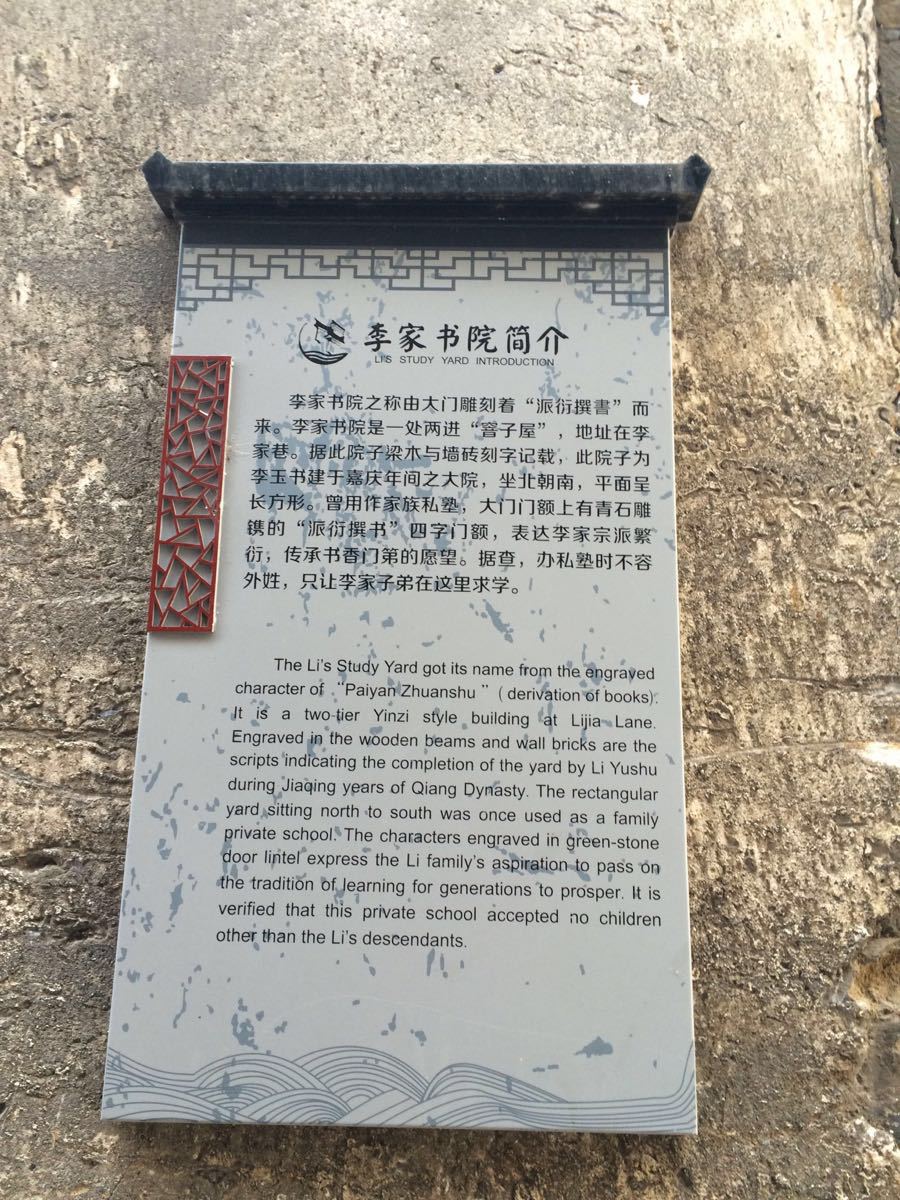 李家书院简介
LI'S STUDY YARD INTRODUCTION
李家书院之称由大门雕刻着“派衍撰書”而
来。李家书院是一处两进“窨子屋”，地址在李
家巷。据此院子梁木与墙砖刻字记载，此院子为
李玉书建于嘉庆年间之大院，坐北朝南，平面呈
长方形。曾用作家族私塾，大门门额上有青石雕
镌的“派衍撰书”四字门额，表达李家宗派繁
衍，传承书香门弟的愿望。据查，办私塾时不容
外姓，只让李家子弟在这里求学。
The Li's Study Yard got its name from the engraved
character of “Paiyan Zhuanshu ”（derivation of books).
It is a two-tier Yinzi style building at Lijia Lane.
Engraved in the wooden beams and wall bricks are the
scripts indicating the completion of the yard by Li Yushu
during Jiaqing years of Qiang Dynasty. The rectangular
yard sitting north to south was once used as a family
private school. The characters engraved in green-stone
door lintel express the Li family's aspiration to pass on
the tradition of learning for generations to prosper. It is
verified that this private school accepted no children
other than the Li's descendants.